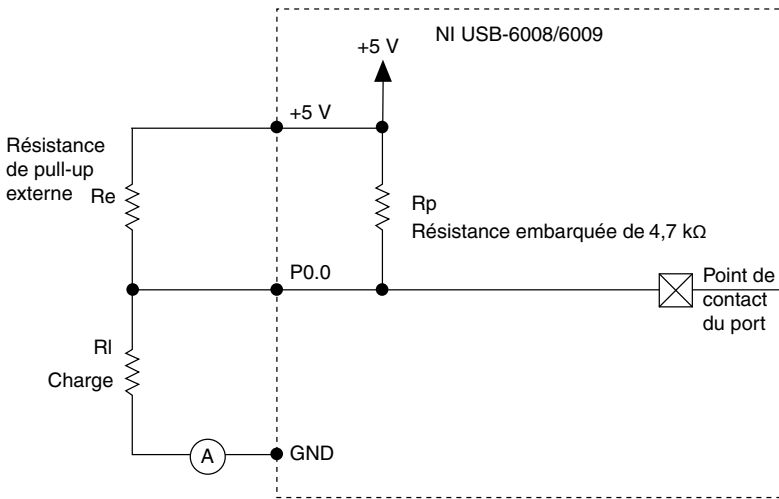 NI USB-6008/6009
+5 V
+5 V
Résistance
de pull-up
externe
Re
Rp
Résistance embarquée de 4,7 kΩ
P0.0
Point de
contact
du port
Rl
Charge
A
GND